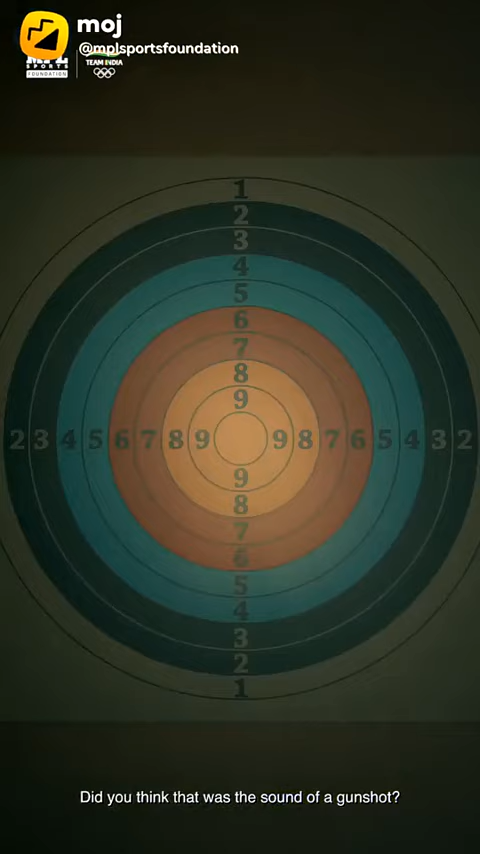 moj
@mplsportsfoundation
MPL
SPORTS
FOUNDATION
TEAM INDIA
1
2
3
4
5
6
7
8
9
2 3 4 5 6 7 8 9 9 8 7 6 5 4 3 2
9
8
7
6
5
4
3
2
1
Did you think that was the sound of a gunshot?